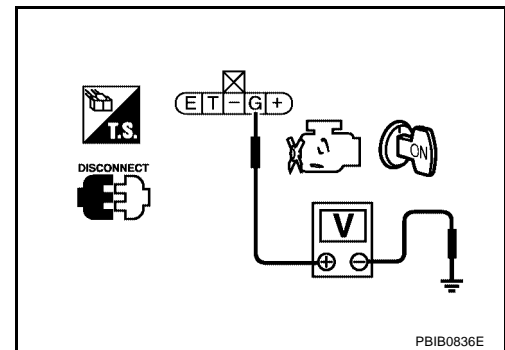 E T - G +
T.S.
DISCONNECT
ON
V
+ -
PBIB0836E